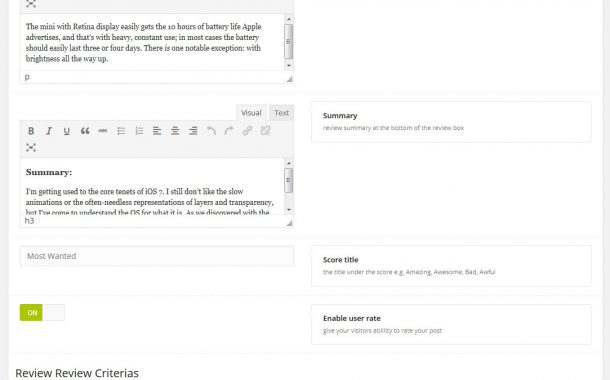 The mini with Retina display easily gets the 10 hours of battery life Apple
advertises, and that's with heavy, constant use; in most cases the battery
should easily last three or four days. There is one notable exception: with
brightness all the way up.
p
Visual Text
Summary
review summary at the bottom of the review box
B I U “ ABC
Summary:
I'm getting used to the core tenets of iOS 7. I still don't like the slow
animations or the often-needless representations of layers and transparency,
but I've come to understand the OS for what it is. As we discovered with the
h3
Most Wanted
Score title
the title under the score e.g. Amazing, Awesome, Bad, Awful
ON
Enable user rate
give your visitors abillity to rate your post
Review Review Criterias